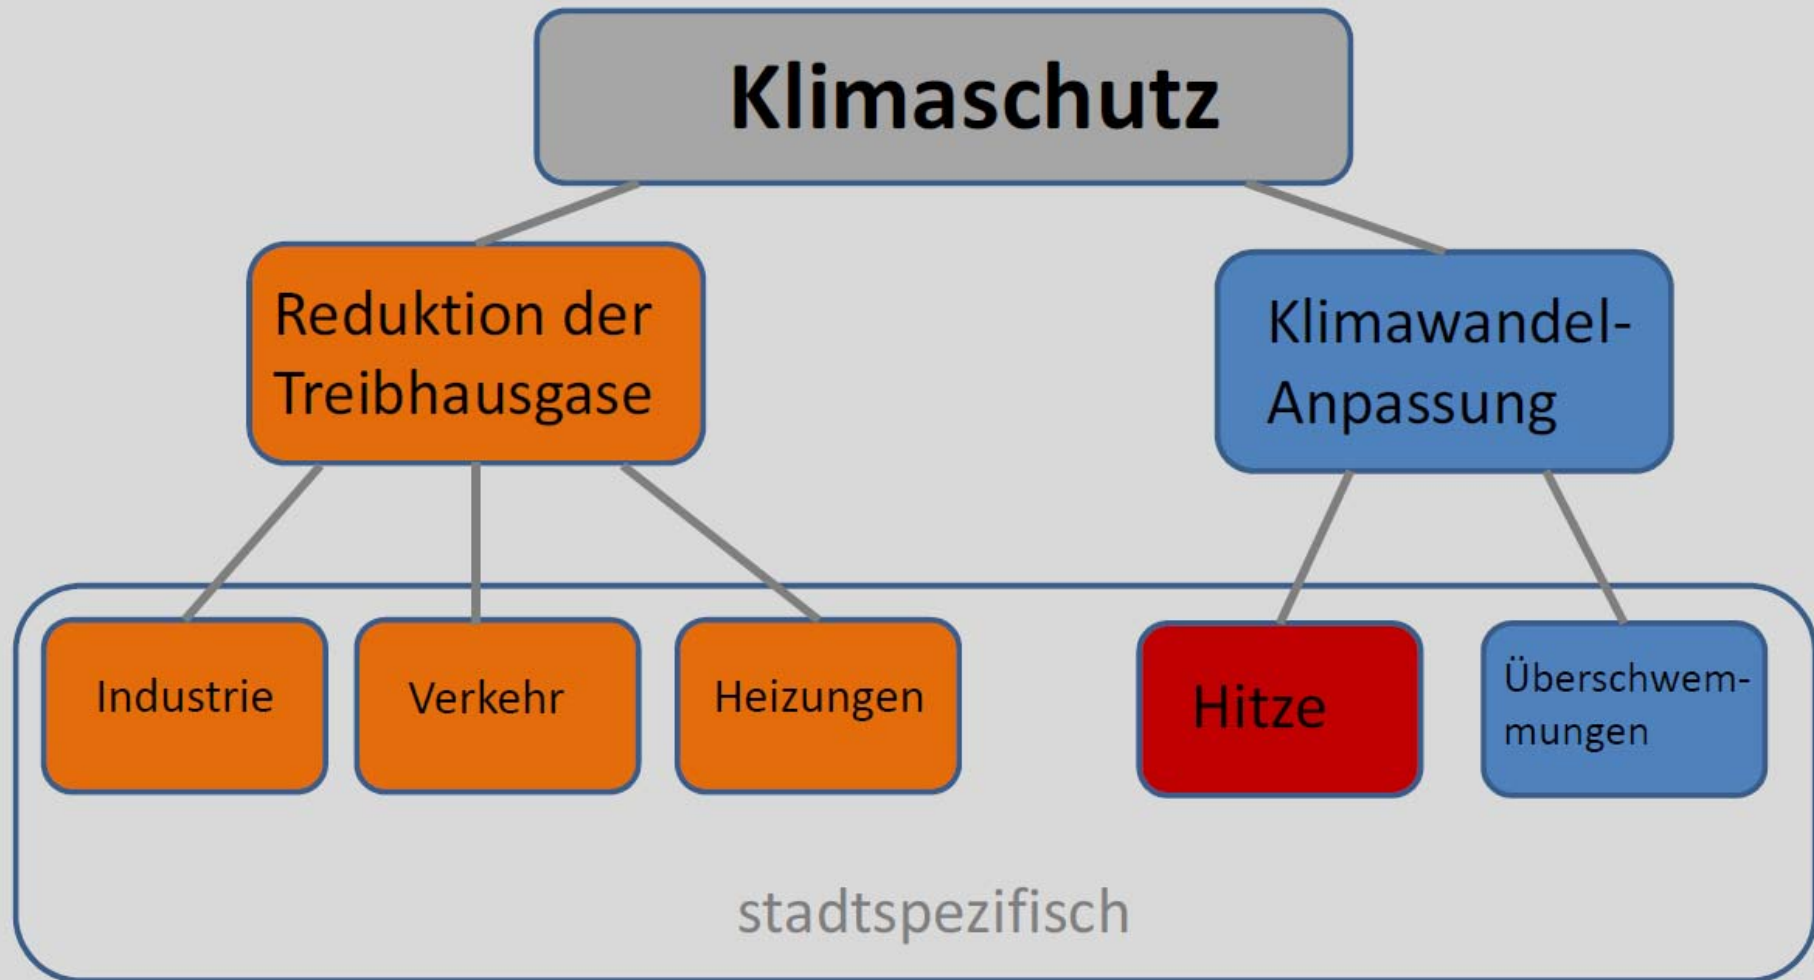 Klimaschutz
Reduktion der
Treibhausgase
Klimawandel-
Anpassung
Industrie
Verkehr
Heizungen
Hitze
Überschwem-
mungen
stadtspezifisch